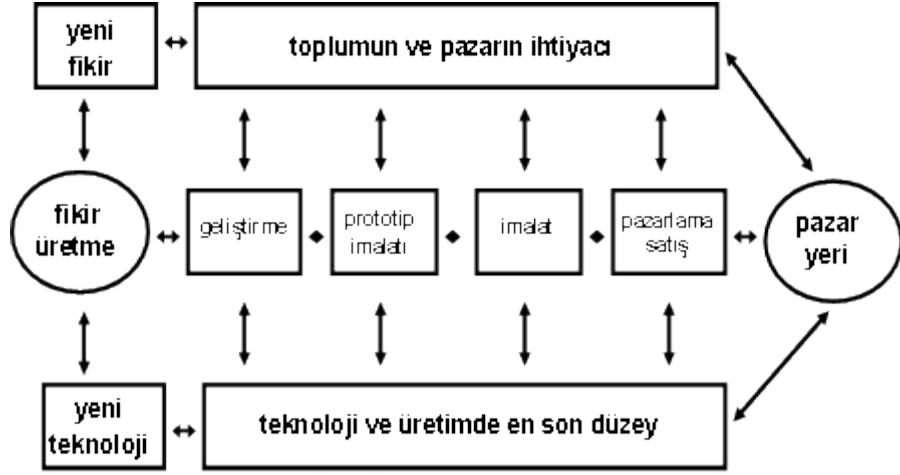 yeni
fikir
toplumun ve pazarın ihtiyacı
fikir
üretme
geliştirme
prototip
imalatı
imalat
pazarlama
satış
pazar
yeri
yeni
teknoloji
teknoloji ve üretimde en son düzey